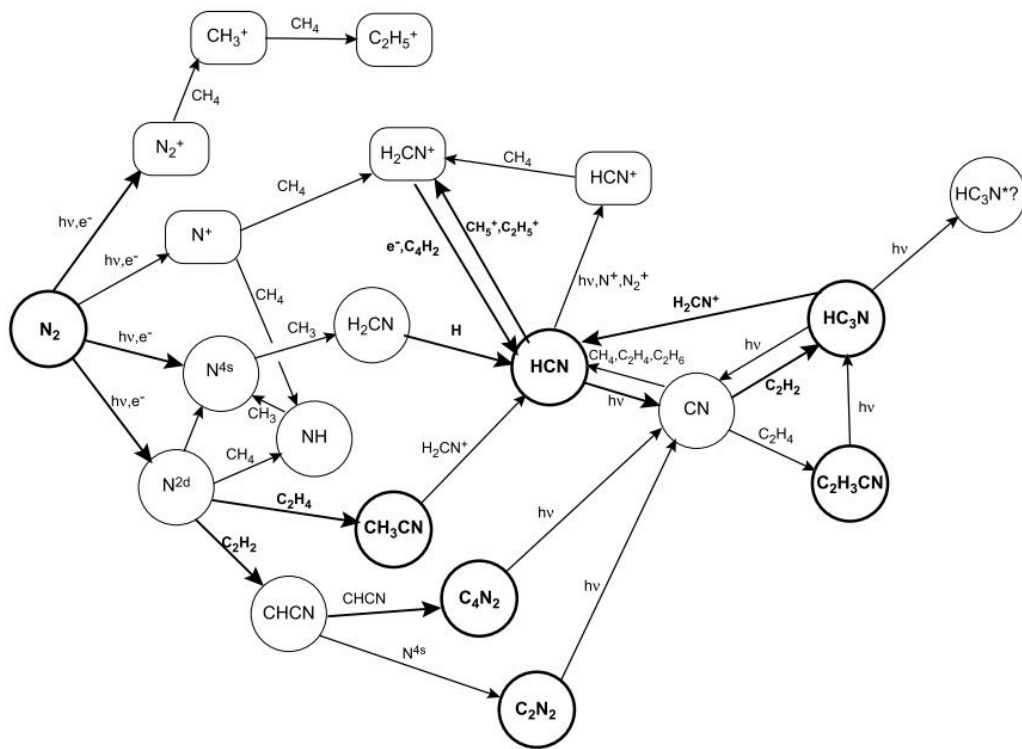 CH₃⁺
CH₄
C₂H₅⁺
CH₄
N₂⁺
H₂CN⁺
CH₄
HCN⁺
HC₃N*?
CH₄
hν,e⁻
N⁺
CH₅⁺,C₂H₅⁺
e⁻,C₄H₂
hν
hν,e⁻
CH₄
hν,N⁺,N₂⁺
H₂CN⁺
N₂
hν,e⁻
CH₃
H₂CN
H
HCN
HC₃N
hν
CH₄,C₂H₄,C₂H₆
N⁴ˢ
hν,e⁻
CH₃
NH
hν
CN
C₂H₂
hν
C₂H₄
H₂CN⁺
CH₄
N²ᵈ
C₂H₄
C₂H₃CN
CH₃CN
hν
C₂H₂
CHCN
CHCN
C₄N₂
hν
N⁴ˢ
C₂N₂